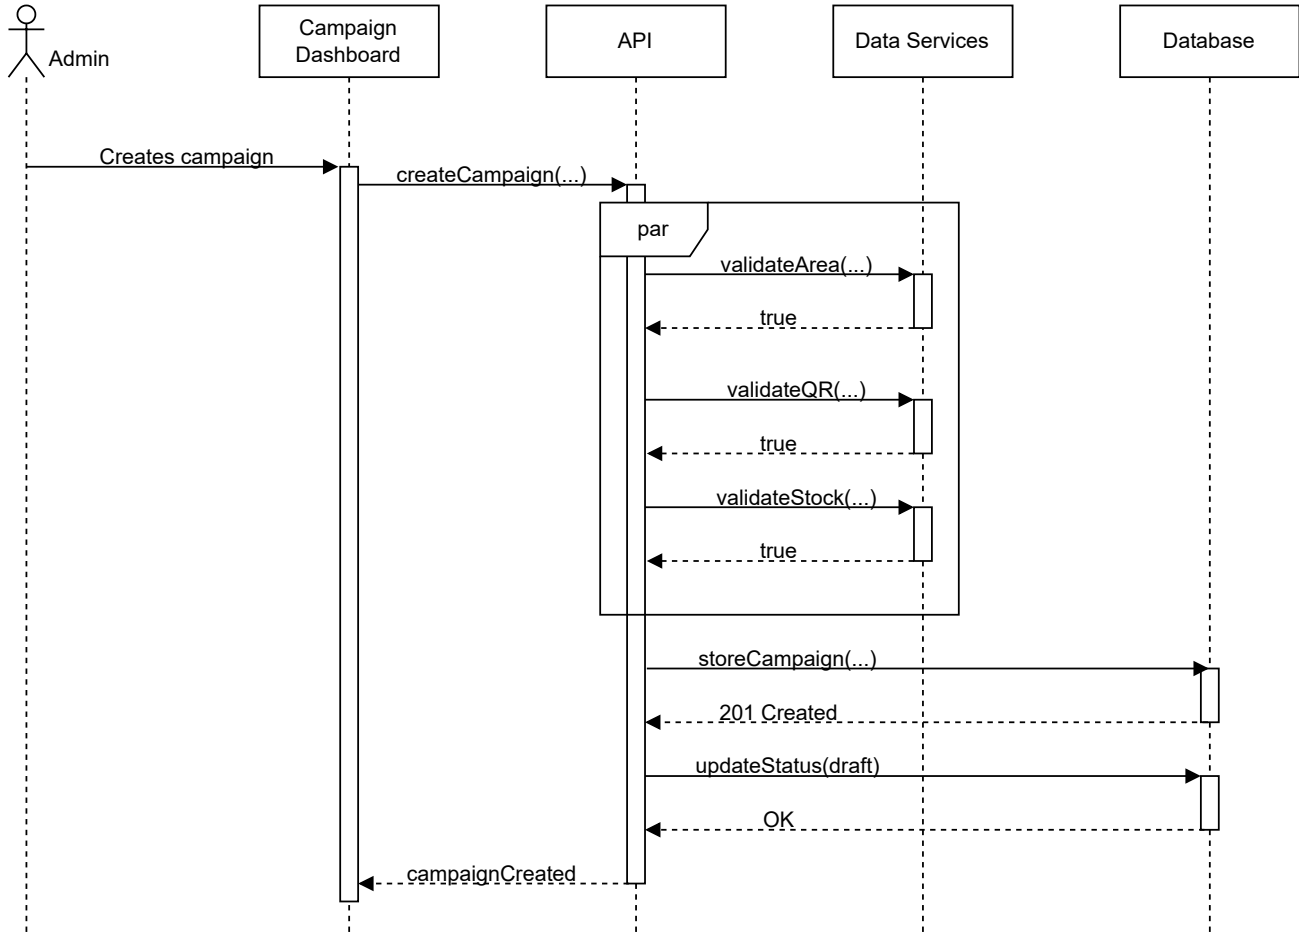 Admin
Campaign
Dashboard
API
Data Services
Database
Creates campaign
createCampaign(...)
par
validateArea(...)
true
validateQR(...)
true
validateStock(...)
true
storeCampaign(...)
201 Created
updateStatus(draft)
OK
campaignCreated